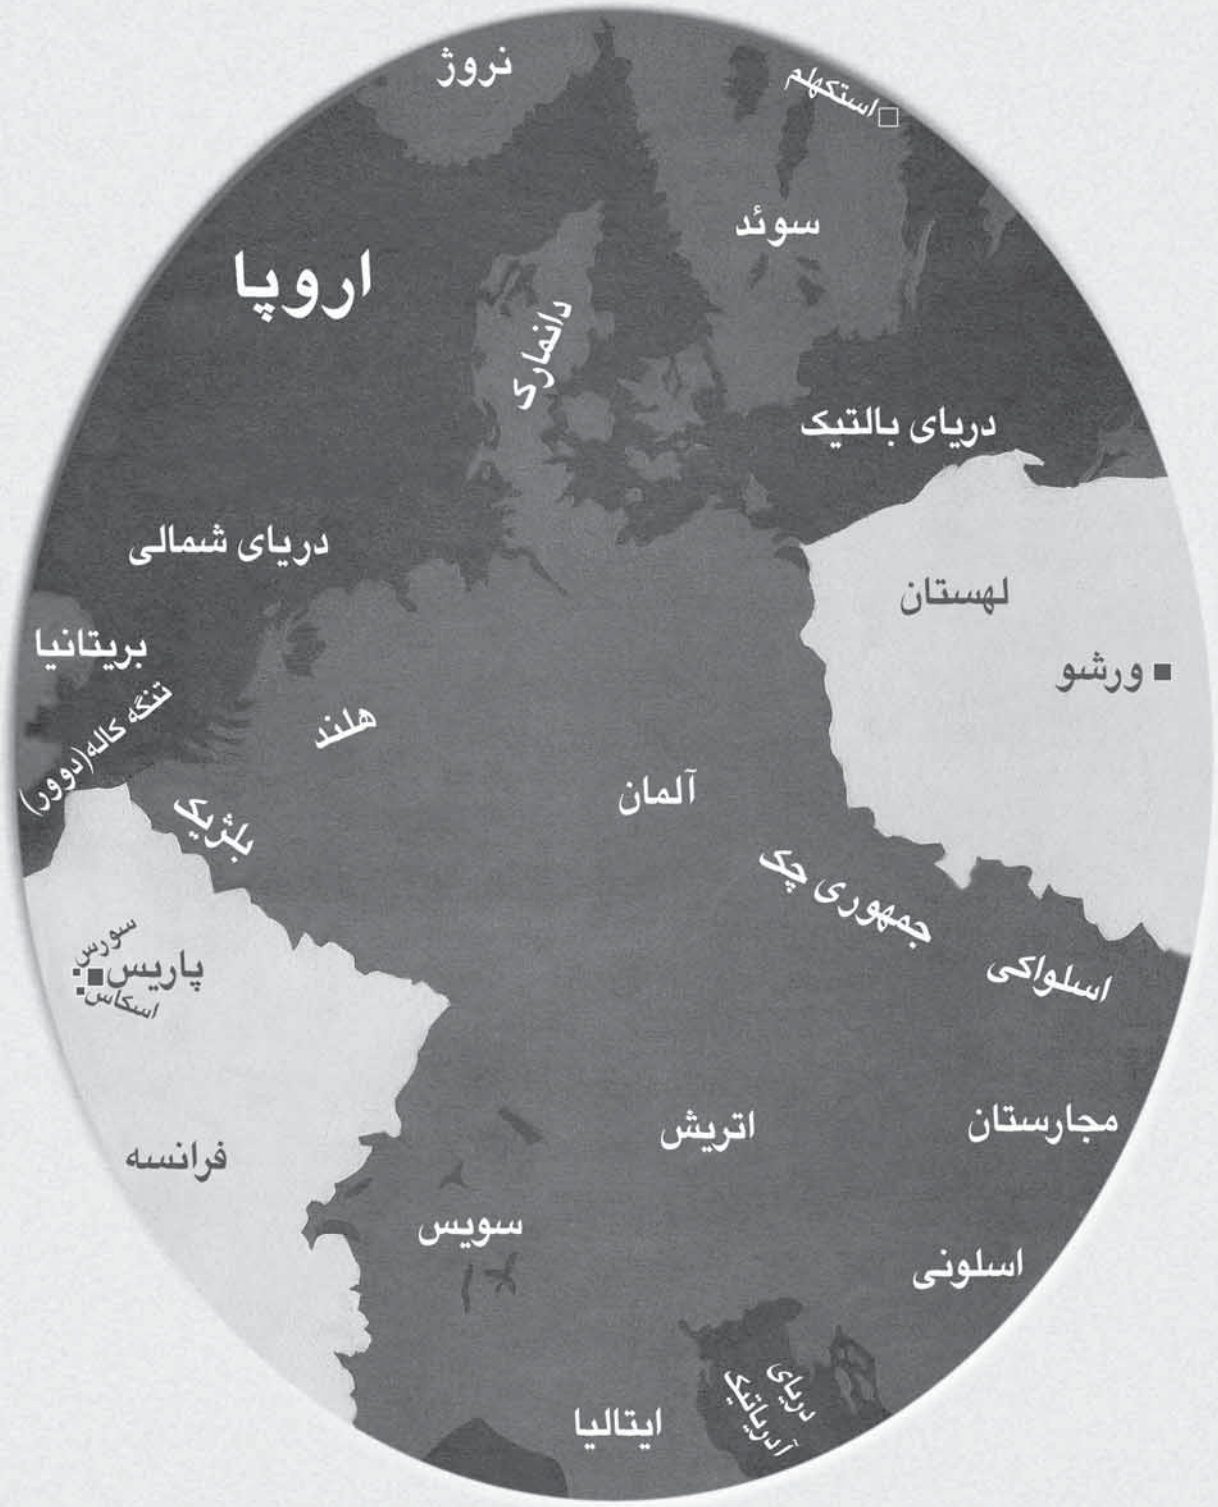 نروژ
استکهلم
سوئد
اروپا
دانمارک
دریای بالتیک
دریای شمالی
لهستان
بریتانیا
ورشو
تنگه کاله(دوور)
هلند
آلمان
بلژیک
جمهوری چک
سورس
پاریس
اسکاس
اسلواکی
اتریش
مجارستان
فرانسه
سویس
اسلونی
دریای
آدریاتیک
ایتالیا